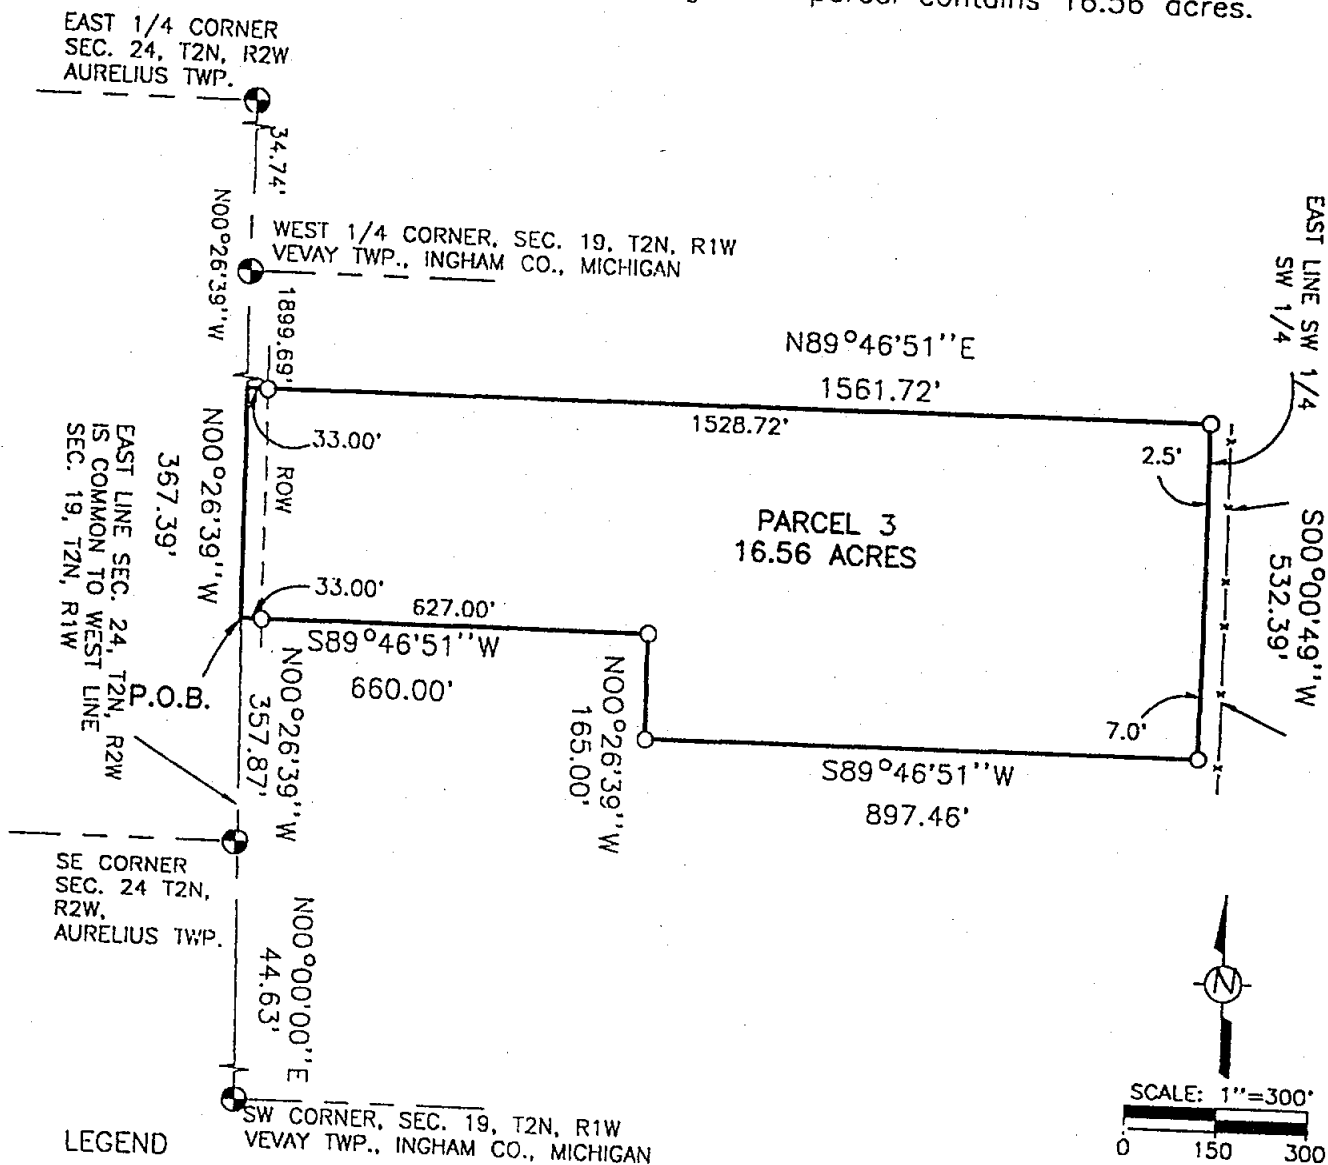 parcel contains 16.56 acres.
EAST 1/4 CORNER
SEC. 24, T2N, R2W
AURELIUS TWP.
34.74'
N00°26'39''W
WEST 1/4 CORNER, SEC. 19, T2N, R1W
VEVAY TWP., INGHAM CO., MICHIGAN
1899.69'
EAST LINE SW 1/4
SW 1/4
N89°46'51''E
1561.72'
1528.72'
33.00'
2.5'
ROW
N00°26'39''W
367.39'
EAST LINE SEC. 24, T2N, R2W
IS COMMON TO WEST LINE
SEC. 19, T2N, R1W
PARCEL 3
16.56 ACRES
S00°00'49''W
532.39'
33.00'
627.00'
S89°46'51''W
660.00'
P.O.B.
N00°26'39''W
357.87'
N00°26'39''W
165.00'
7.0'
S89°46'51''W
897.46'
SE CORNER
SEC. 24 T2N,
R2W,
AURELIUS TWP.
N00°00'00''E
44.63'
N
SCALE: 1''=300'
0 150 300
SW CORNER, SEC. 19, T2N, R1W
VEVAY TWP., INGHAM CO., MICHIGAN
LEGEND